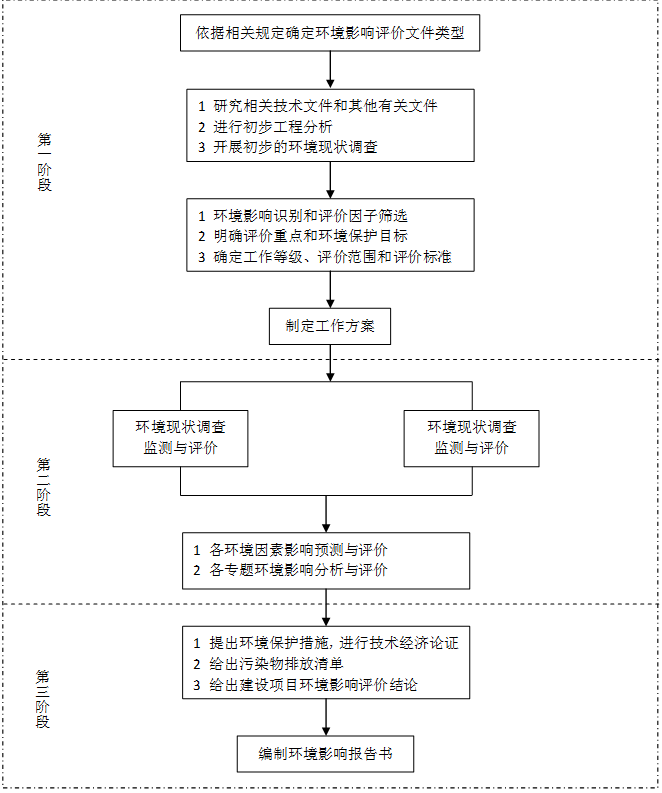 依据相关规定确定环境影响评价文件类型
第一阶段
1 研究相关技术文件和其他有关文件
2 进行初步工程分析
3 开展初步的环境现状调查
1 环境影响识别和评价因子筛选
2 明确评价重点和环境保护目标
3 确定工作等级、评价范围和评价标准
制定工作方案
第二阶段
环境现状调查
监测与评价
环境现状调查
监测与评价
1 各环境因素影响预测与评价
2 各专题环境影响分析与评价
第三阶段
1 提出环境保护措施，进行技术经济论证
2 给出污染物排放清单
3 给出建设项目环境影响评价结论
编制环境影响报告书